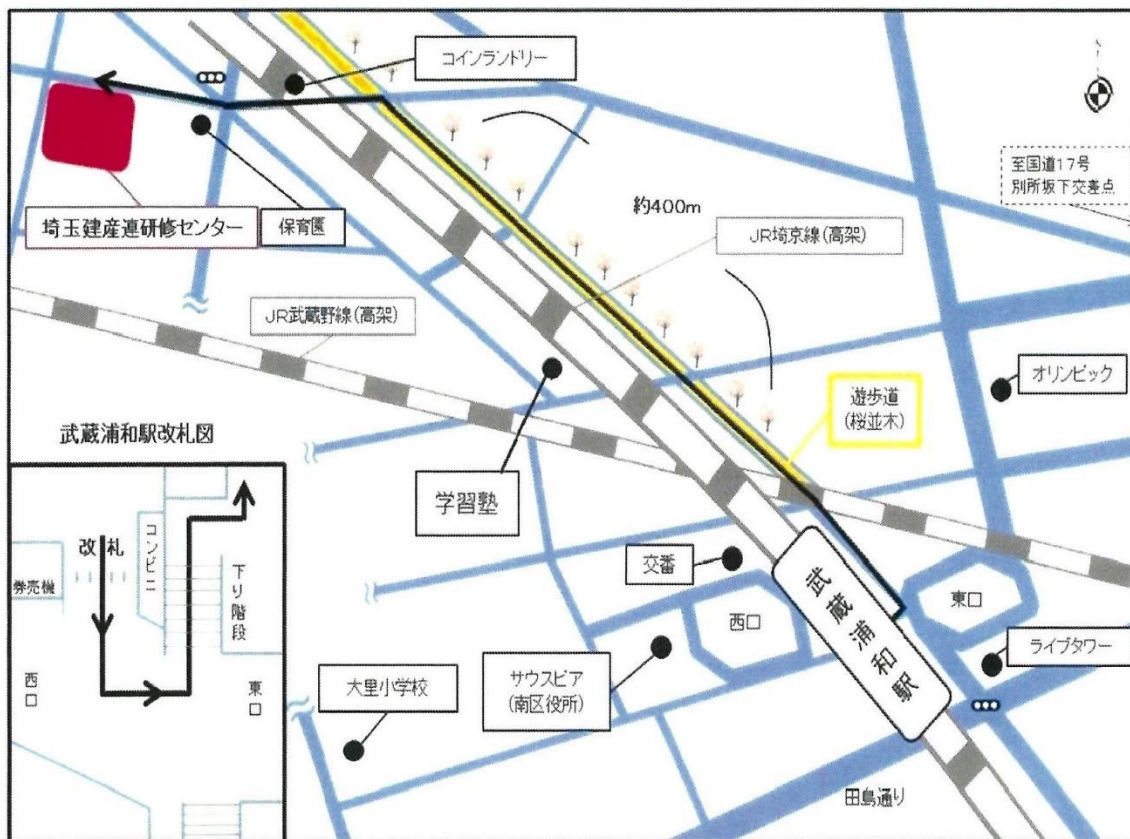 コインランドリー
至国道17号
別所坂下交差点
埼玉建産連研修センター
保育園
約400m
JR埼京線(高架)
JR武蔵野線(高架)
オリンピック
遊歩道
(桜並木)
武蔵浦和駅改札図
学習塾
改札
コンビニ
券売機
下り階段
西口
東口
交番
西口
東口
武蔵浦和駅
ライブタワー
サウスピア
(南区役所)
大里小学校
田島通り